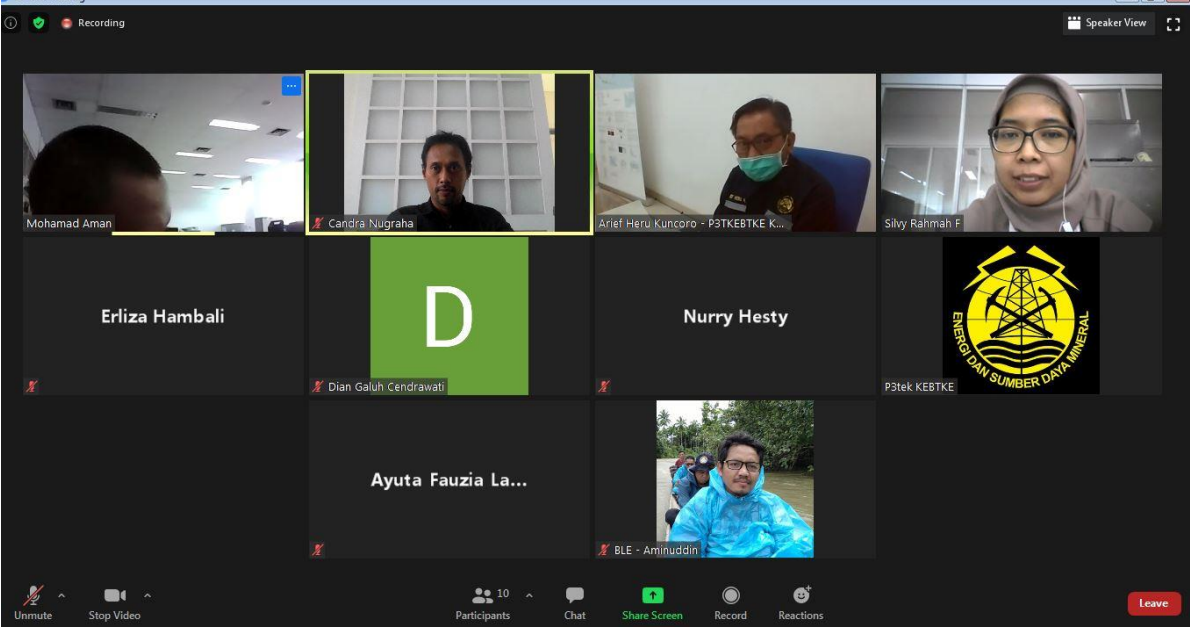 Recording
Speaker View
Mohamad Aman
Candra Nugraha
Arief Heru Kuncoro - P3TKEBTKE K...
Silvy Rahmah F
Erliza Hambali
D
Dian Galuh Cendrawati
Nurry Hesty
P3tek KEBTKE
ENERGI DAN SUMBER DAYA MINERAL
Ayuta Fauzia La...
BLE - Aminuddin
Unmute
Stop Video
10
Participants
Chat
Share Screen
Record
Reactions
Leave